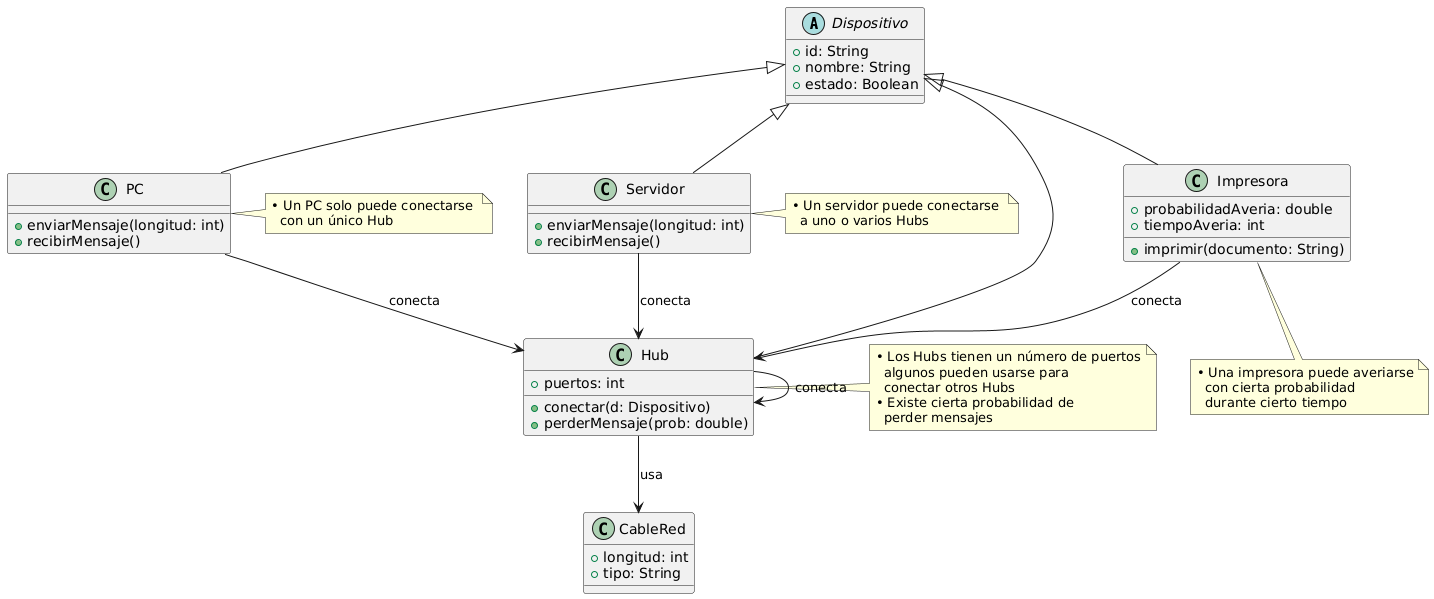 A Dispositivo
id: String
nombre: String
estado: Boolean
C PC
enviarMensaje(longitud: int)
recibirMensaje()
• Un PC solo puede conectarse
con un único Hub
C Servidor
enviarMensaje(longitud: int)
recibirMensaje()
• Un servidor puede conectarse
a uno o varios Hubs
C Impresora
probabilidadAveria: double
tiempoAveria: int
imprimir(documento: String)
conecta
conecta
conecta
C Hub
puertos: int
conectar(d: Dispositivo)
perderMensaje(prob: double)
conecta
• Los Hubs tienen un número de puertos
algunos pueden usarse para
conectar otros Hubs
• Existe cierta probabilidad de
perder mensajes
• Una impresora puede averiarse
con cierta probabilidad
durante cierto tiempo
usa
C CableRed
longitud: int
tipo: String